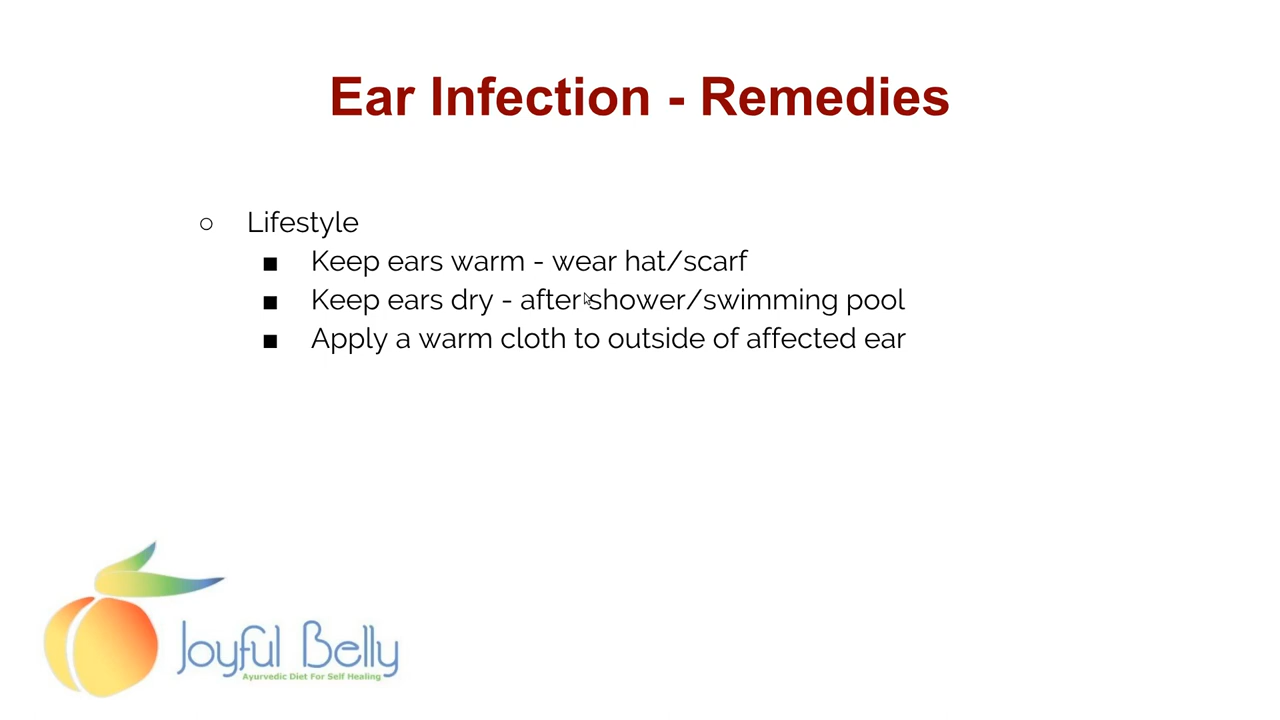 Ear Infection - Remedies
○ Lifestyle
■ Keep ears warm - wear hat/scarf
■ Keep ears dry - after shower/swimming pool
■ Apply a warm cloth to outside of affected ear
Joyful Belly
Ayurvedic Diet For Self Healing